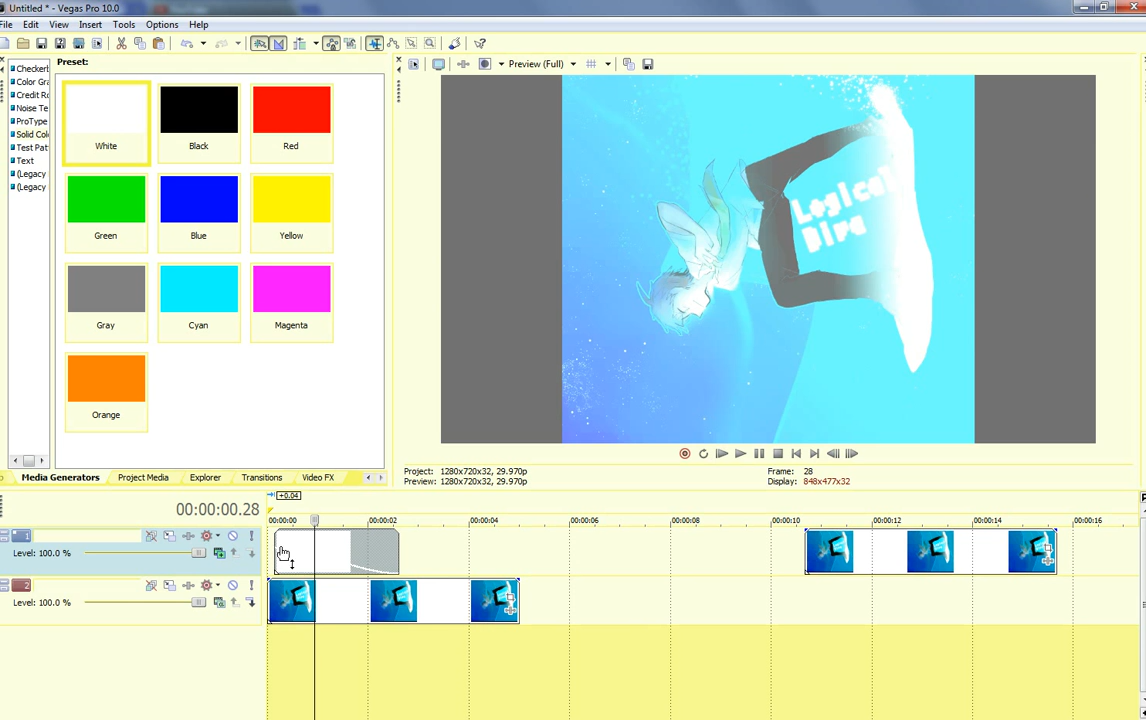 Untitled * - Vegas Pro 10.0
File Edit View Insert Tools Options Help
Preset:
Preview (Full)
Checkerb
Color Gra
Credit Ro
Noise Te
ProType
Solid Colo
Test Pat
Text
(Legacy
(Legacy
White
Black
Red
Green
Blue
Yellow
Gray
Cyan
Magenta
Orange
Logical
Media Generators
Project Media
Explorer
Transitions
Video FX
Project: 1280x720x32, 29.970p
Preview: 1280x720x32, 29.970p
Frame: 28
Display: 848x477x32
+0.04
00:00:00.28
00:00:00
00:00:02
00:00:04
00:00:06
00:00:08
00:00:10
00:00:12
00:00:14
00:00:16
1
Level: 100.0 %
2
Level: 100.0 %